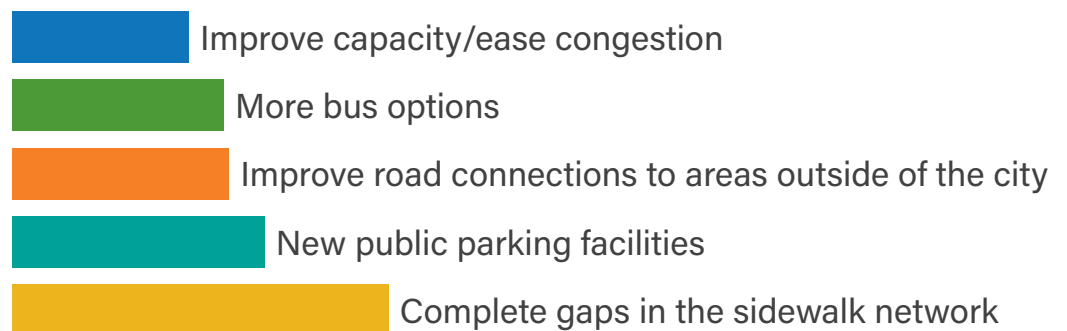 Improve capacity/ease congestion
More bus options
Improve road connections to areas outside of the city
New public parking facilities
Complete gaps in the sidewalk network